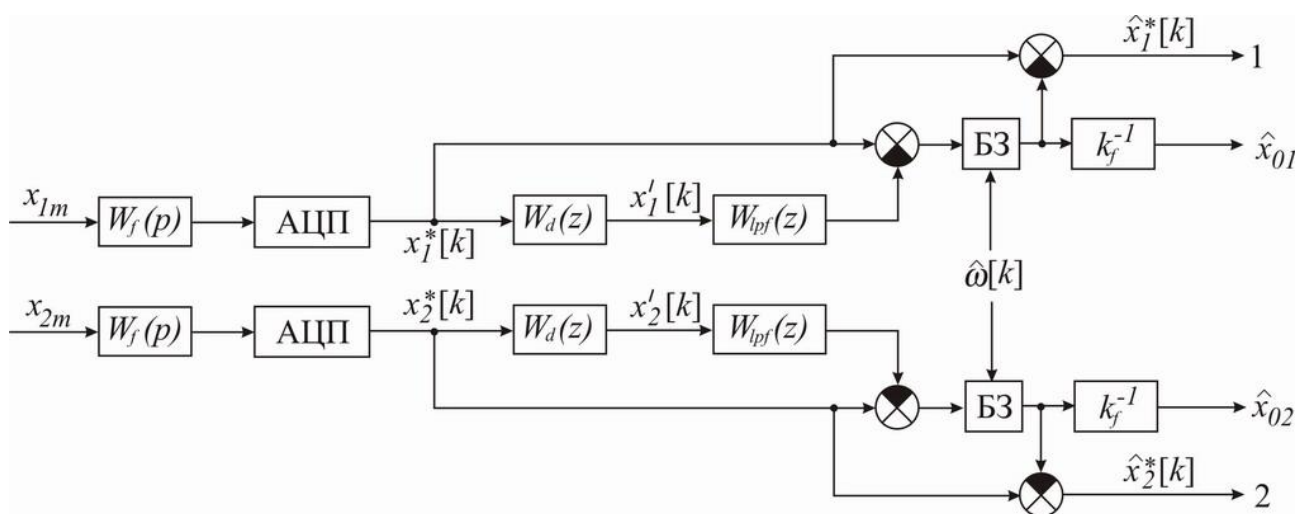 x̂₁*[k] 1
БЗ k_f⁻¹ x̂₀₁
x₁ₘ W_f(p) АЦП x₁*[k] W_d(z) x′₁[k] W_lpf(z)
ω̂[k]
x₂ₘ W_f(p) АЦП x₂*[k] W_d(z) x′₂[k] W_lpf(z)
БЗ k_f⁻¹ x̂₀₂
x̂₂*[k] 2